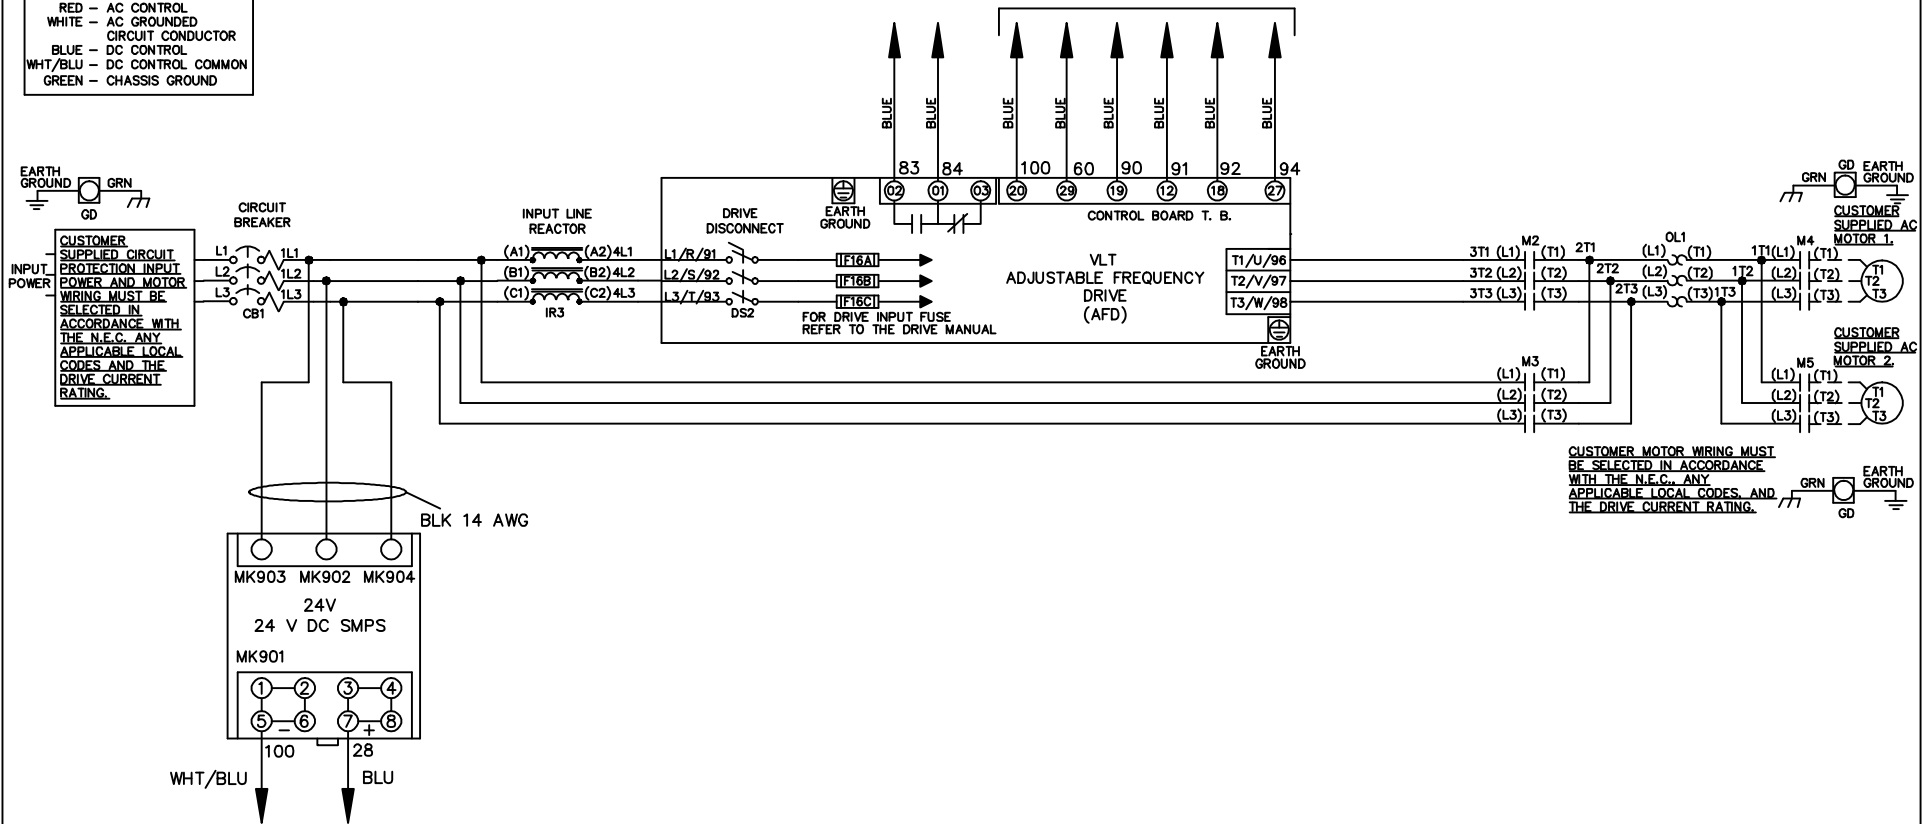 RED – AC CONTROL
WHITE – AC GROUNDED
CIRCUIT CONDUCTOR
BLUE – DC CONTROL
WHT/BLU – DC CONTROL COMMON
GREEN – CHASSIS GROUND
BLUE
BLUE
BLUE
BLUE
BLUE
BLUE
BLUE
BLUE
83
84
100
60
90
91
92
94
02
01
03
20
29
19
12
18
27
EARTH
GROUND
CONTROL BOARD T. B.
EARTH
GROUND
GRN
GD
CIRCUIT
BREAKER
INPUT
POWER
CUSTOMER
SUPPLIED CIRCUIT
PROTECTION INPUT
POWER AND MOTOR
WIRING MUST BE
SELECTED IN
ACCORDANCE WITH
THE N.E.C. ANY
APPLICABLE LOCAL
CODES AND THE
DRIVE CURRENT
RATING.
L1
1L1
L2
1L2
L3
1L3
CB1
INPUT LINE
REACTOR
(A1)
(A2)
4L1
(B1)
(B2)
4L2
(C1)
(C2)
4L3
IR3
DRIVE
DISCONNECT
L1/R/91
L2/S/92
L3/T/93
DS2
F16A
F16B
F16C
FOR DRIVE INPUT FUSE
REFER TO THE DRIVE MANUAL
VLT
ADJUSTABLE FREQUENCY
DRIVE
(AFD)
T1/U/96
T2/V/97
T3/W/98
EARTH
GROUND
M2
3T1 (L1) (T1) 2T1
3T2 (L2) (T2) 2T2
3T3 (L3) (T3) 2T3
OL1
(L1) (T1) 1T1
(L2) (T2) 1T2
(L3) (T3) 1T3
M4
(L1) (T1)
(L2) (T2)
(L3) (T3)
T1
T2
T3
GRN
GD
EARTH
GROUND
CUSTOMER
SUPPLIED AC
MOTOR 1.
M3
(L1) (T1)
(L2) (T2)
(L3) (T3)
M5
(L1) (T1)
(L2) (T2)
(L3) (T3)
T1
T2
T3
CUSTOMER
SUPPLIED AC
MOTOR 2.
CUSTOMER MOTOR WIRING MUST
BE SELECTED IN ACCORDANCE
WITH THE N.E.C., ANY
APPLICABLE LOCAL CODES, AND
THE DRIVE CURRENT RATING.
GRN
GD
EARTH
GROUND
BLK 14 AWG
MK903 MK902 MK904
24V
24 V DC SMPS
MK901
1 2 3 4
5 6 7 8
– +
100
28
WHT/BLU
BLU